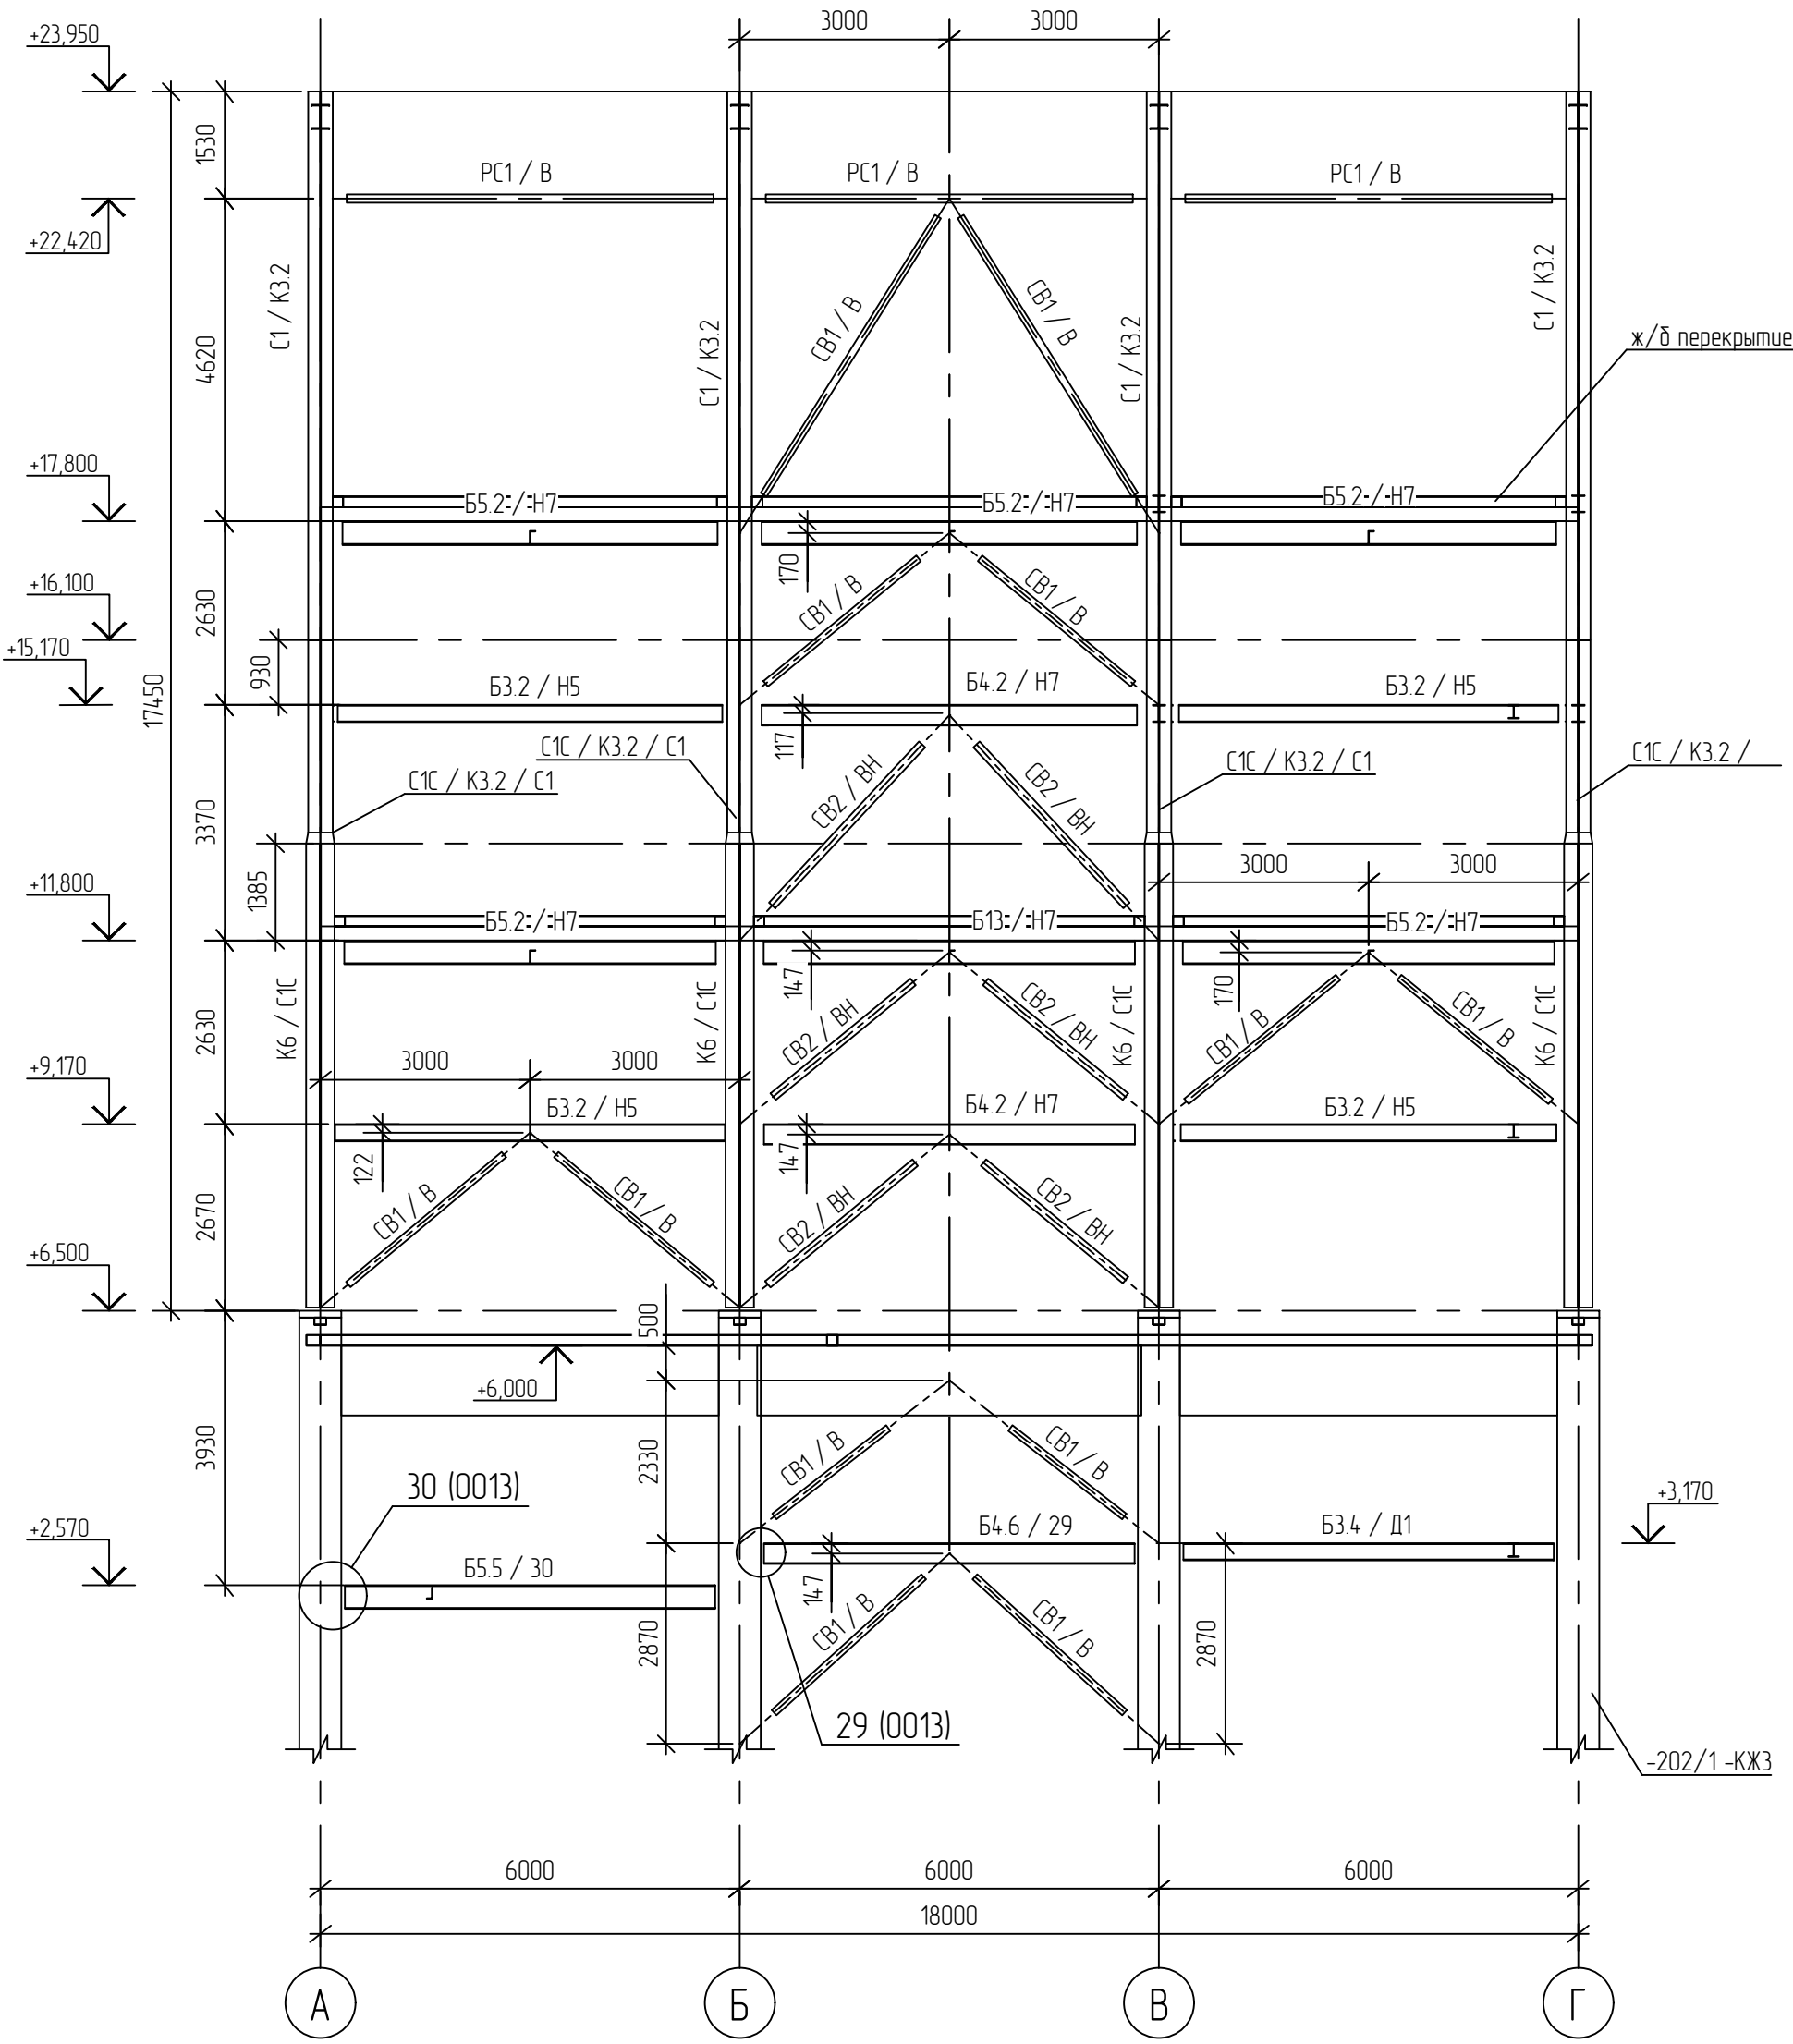 3000
3000
+23,950
1530
РС1 / В
РС1 / В
РС1 / В
+22,420
С1 / К3.2
С1 / К3.2
С1 / К3.2
С1 / К3.2
СВ1 / В
СВ1 / В
4620
ж/б перекрытие
+17,800
Б5.2-/-Н7
Б5.2-/-Н7
Б5.2-/-Н7
170
+16,100
2630
СВ1 / В
СВ1 / В
+15,170
930
17450
Б3.2 / Н5
Б4.2 / Н7
Б3.2 / Н5
117
С1С / К3.2 / С1
С1С / К3.2 / С1
С1С / К3.2 / С1
С1С / К3.2 /
СВ2 / ВН
СВ2 / ВН
3370
1385
3000
3000
+11,800
Б5.2-/-Н7
Б13-/-Н7
Б5.2-/-Н7
147
170
К6 / С1С
К6 / С1С
К6 / С1С
К6 / С1С
2630
СВ2 / ВН
СВ2 / ВН
СВ1 / В
СВ1 / В
+9,170
3000
3000
Б3.2 / Н5
Б4.2 / Н7
Б3.2 / Н5
122
147
2670
СВ1 / В
СВ1 / В
СВ2 / ВН
СВ2 / ВН
+6,500
500
+6,000
3930
2330
СВ1 / В
СВ1 / В
30 (0013)
+3,170
+2,570
Б5.5 / 30
Б4.6 / 29
Б3.4 / Д1
147
2870
СВ1 / В
СВ1 / В
2870
29 (0013)
-202/1 -КЖ3
6000
6000
6000
18000
А
Б
В
Г